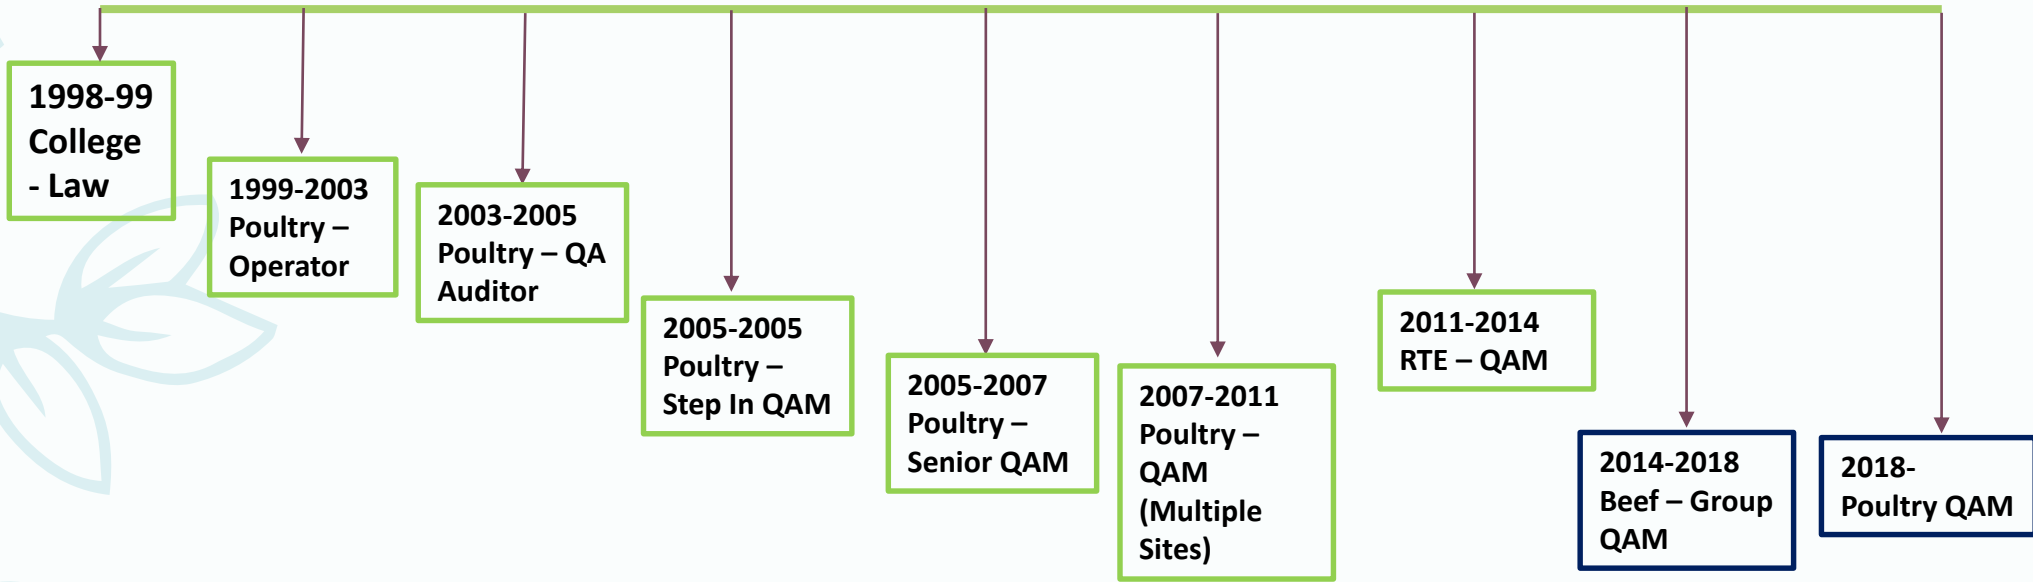 1998-99
College
- Law
1999-2003
Poultry –
Operator
2003-2005
Poultry – QA
Auditor
2005-2005
Poultry –
Step In QAM
2005-2007
Poultry –
Senior QAM
2007-2011
Poultry –
QAM
(Multiple
Sites)
2011-2014
RTE – QAM
2014-2018
Beef – Group
QAM
2018-
Poultry QAM